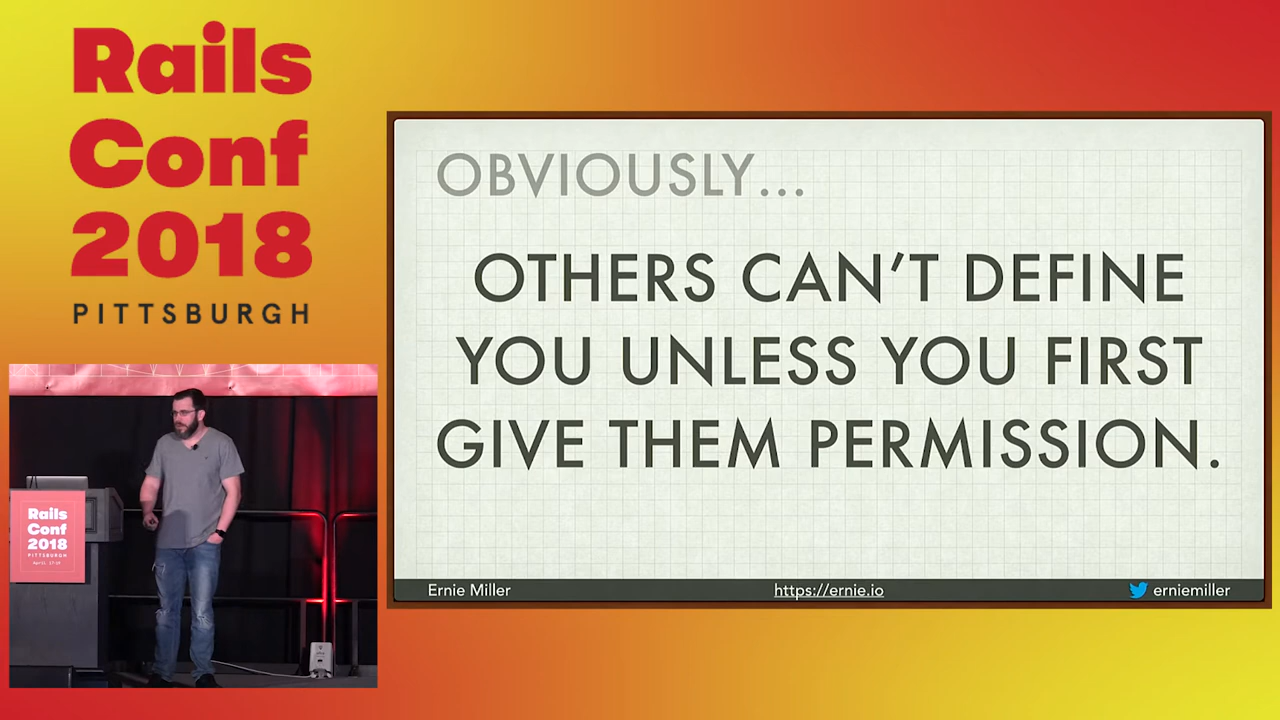 Rails
Conf
2018
PITTSBURGH
OBVIOUSLY...
OTHERS CAN'T DEFINE
YOU UNLESS YOU FIRST
GIVE THEM PERMISSION.
Ernie Miller
https://ernie.io
erniemiller
Rails
Conf
2018
PITTSBURGH